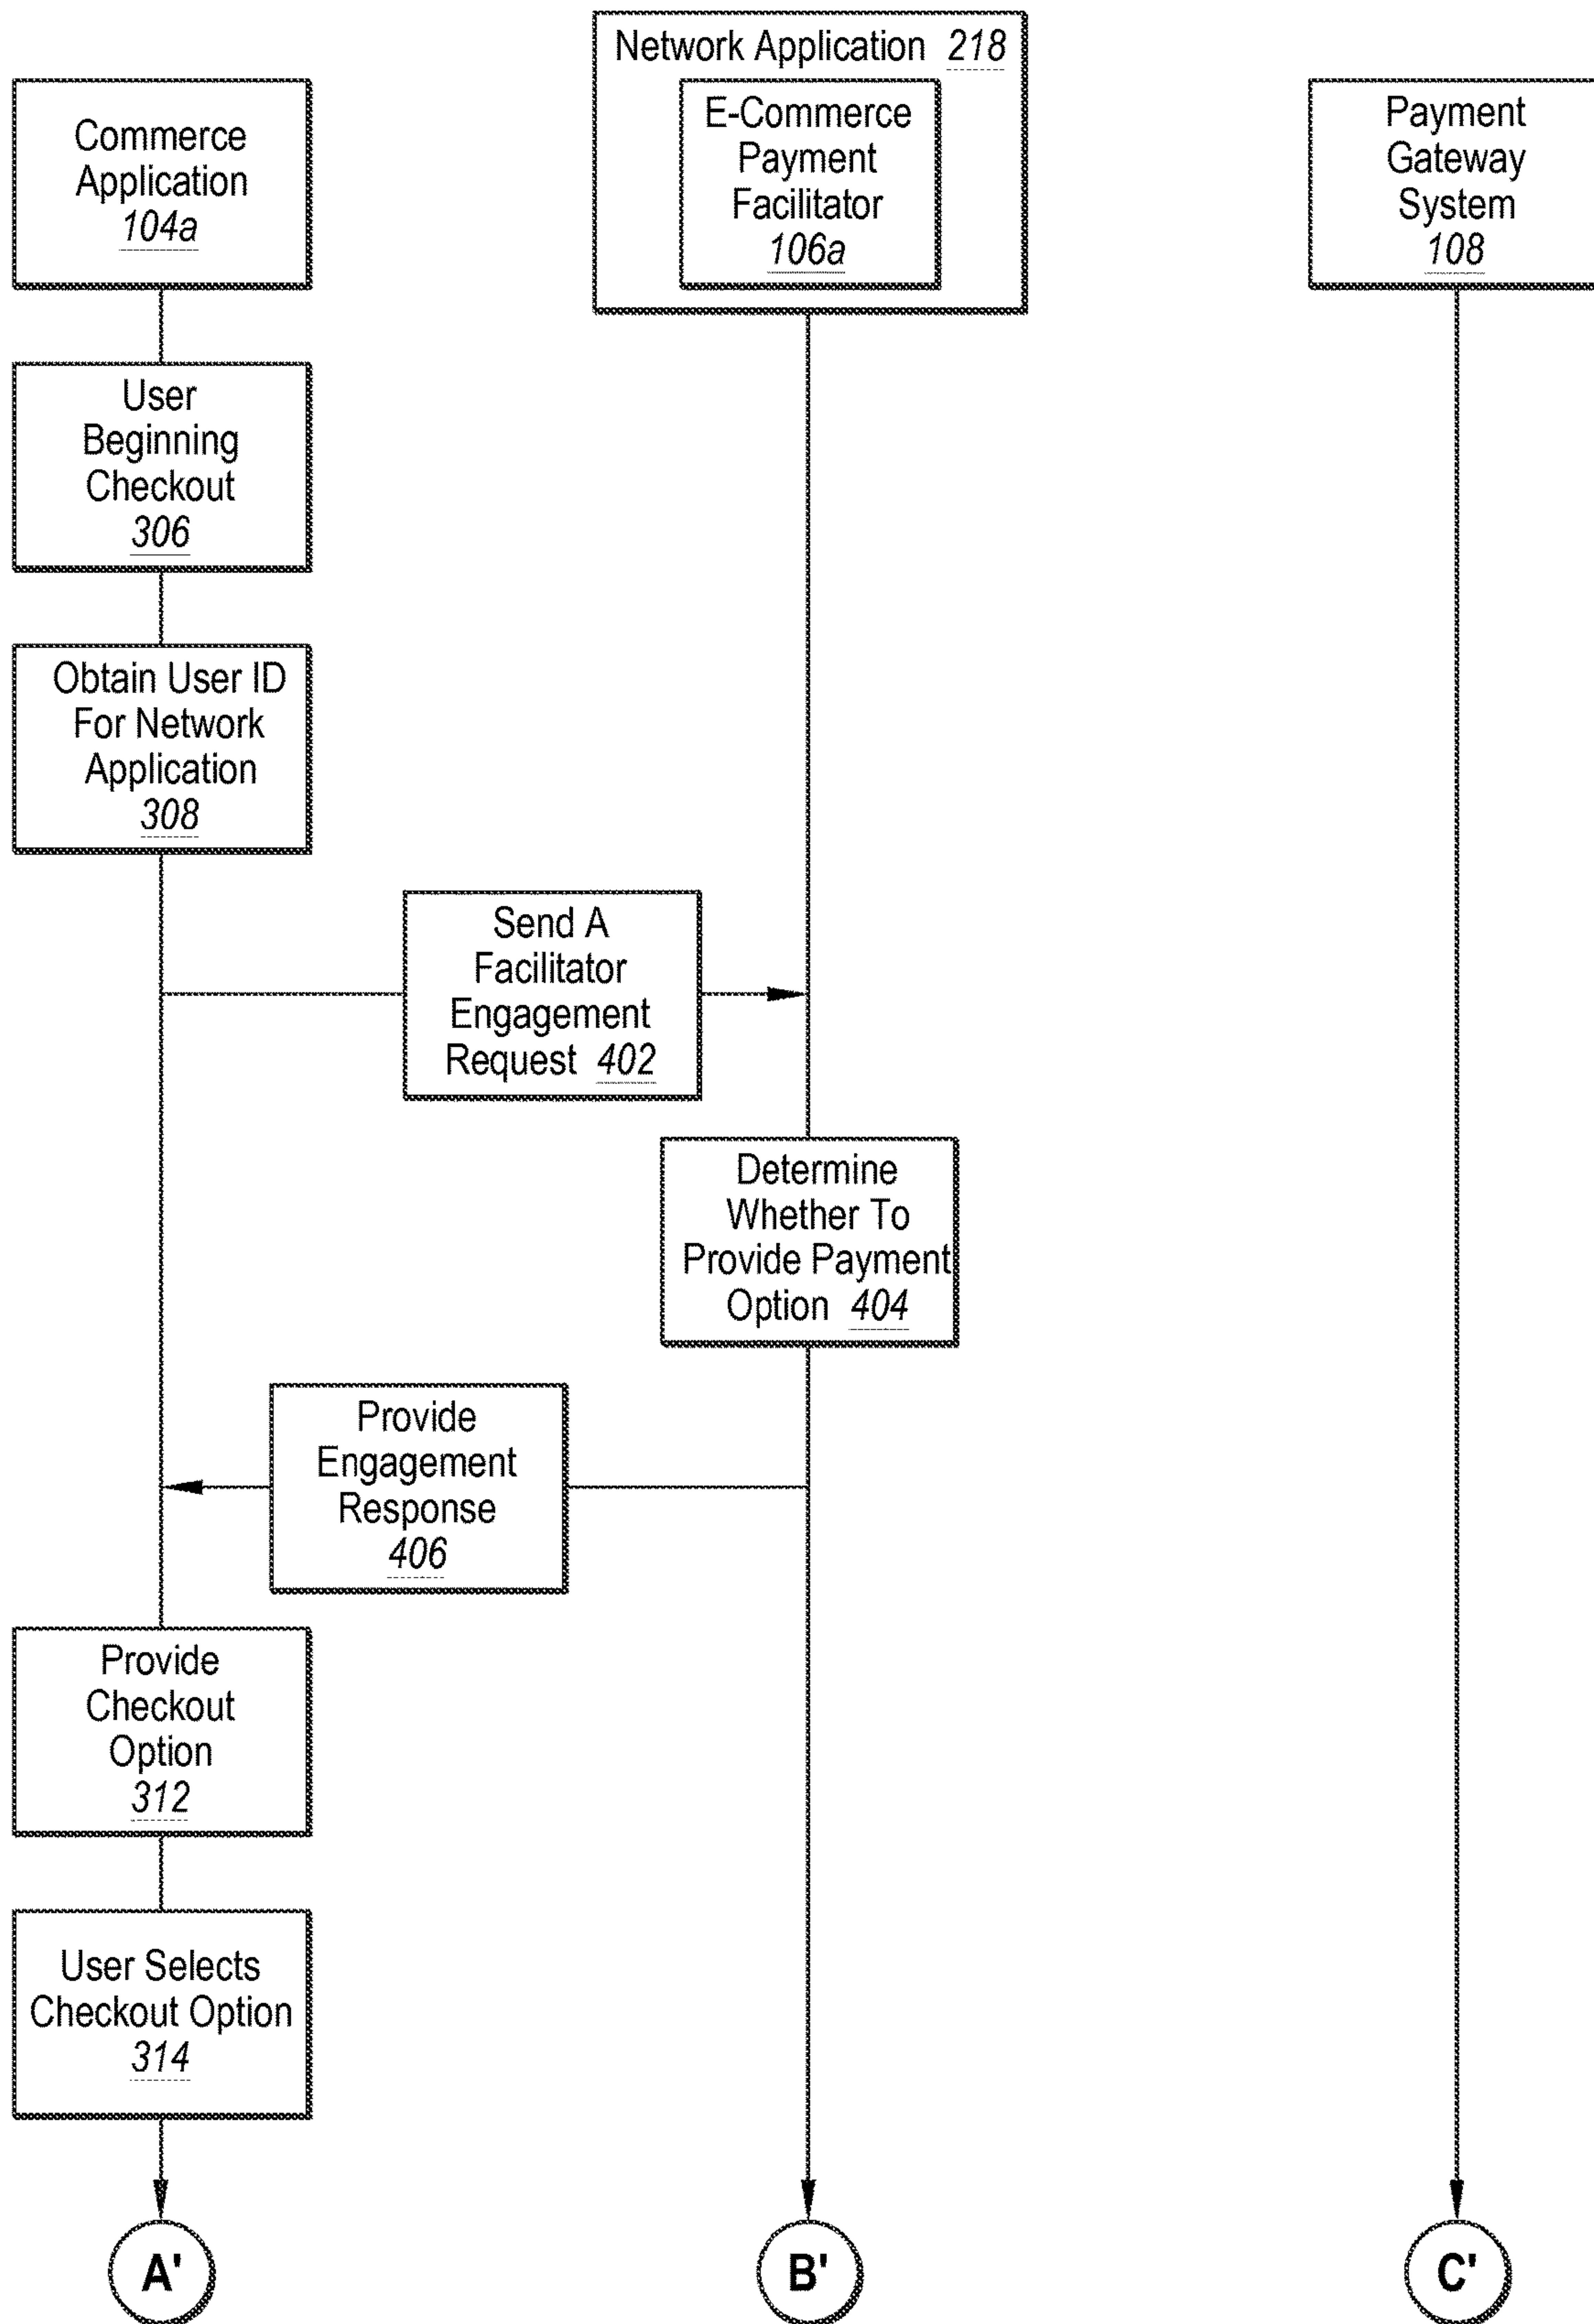 Network Application 218
Commerce
Application
104a
E-Commerce
Payment
Facilitator
106a
Payment
Gateway
System
108
User
Beginning
Checkout
306
Obtain User ID
For Network
Application
308
Send A
Facilitator
Engagement
Request 402
Determine
Whether To
Provide Payment
Option 404
Provide
Engagement
Response
406
Provide
Checkout
Option
312
User Selects
Checkout Option
314
A'
B'
C'